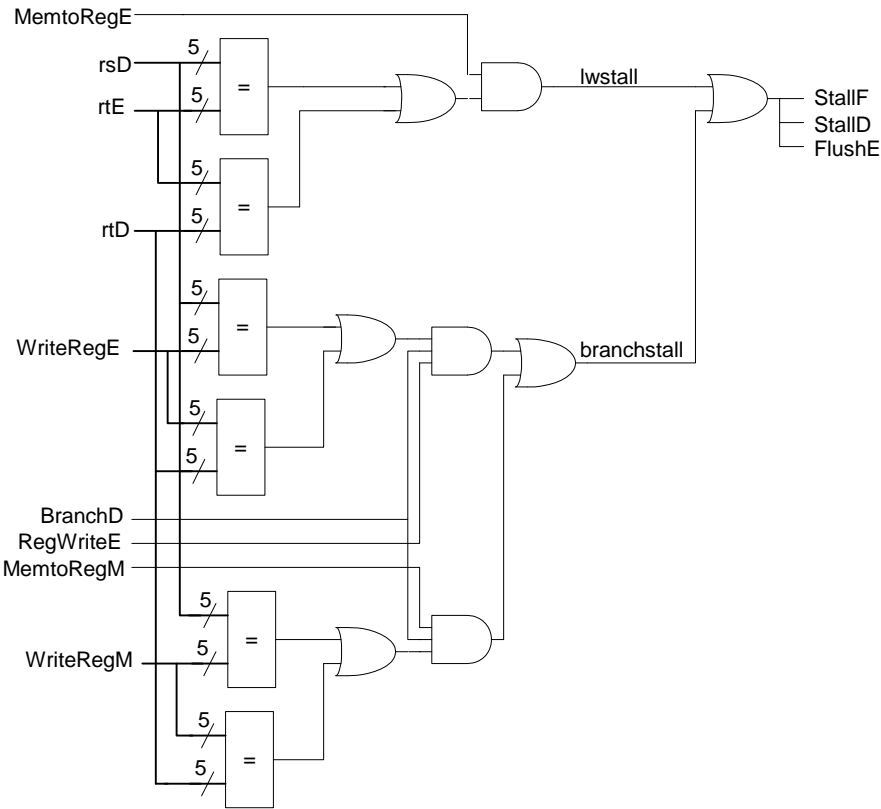 MemtoRegE
rsD
5
=
lwstall
StallF
rtE
5
StallD
FlushE
5
=
rtD
5
5
=
WriteRegE
5
branchstall
5
=
5
BranchD
RegWriteE
MemtoRegM
5
=
WriteRegM
5
5
=
5